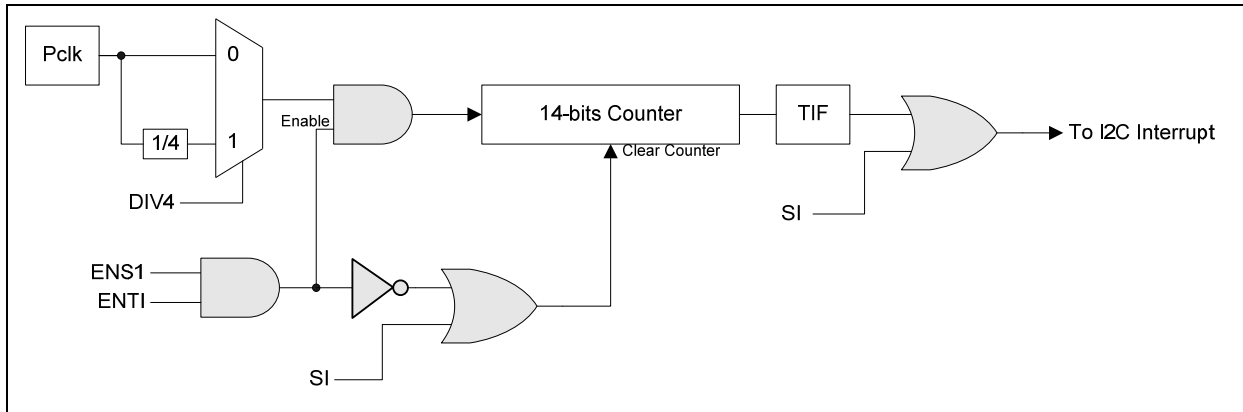 Pclk
0
1/4
1
DIV4
Enable
14-bits Counter
Clear Counter
TIF
SI
To I2C Interrupt
ENS1
ENTI
SI